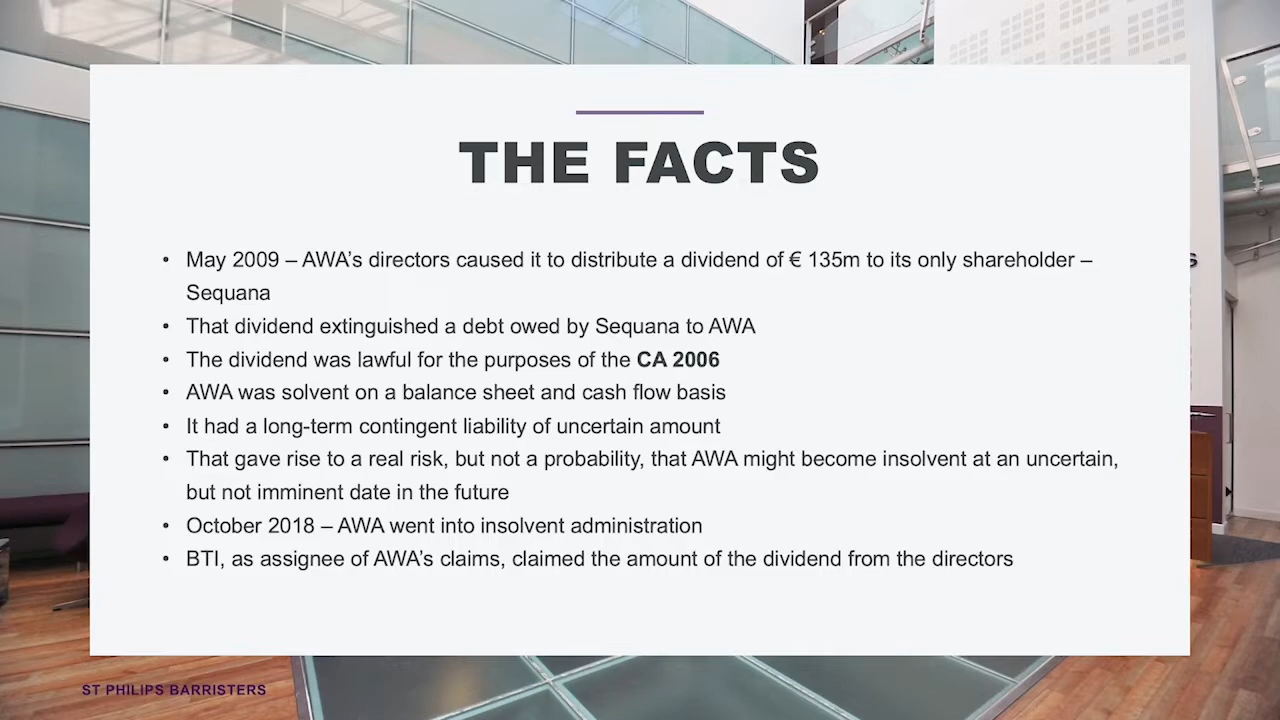 THE FACTS
• May 2009 – AWA’s directors caused it to distribute a dividend of € 135m to its only shareholder –
Sequana
• That dividend extinguished a debt owed by Sequana to AWA
• The dividend was lawful for the purposes of the CA 2006
• AWA was solvent on a balance sheet and cash flow basis
• It had a long-term contingent liability of uncertain amount
• That gave rise to a real risk, but not a probability, that AWA might become insolvent at an uncertain,
but not imminent date in the future
• October 2018 – AWA went into insolvent administration
• BTI, as assignee of AWA’s claims, claimed the amount of the dividend from the directors
ST PHILIPS BARRISTERS